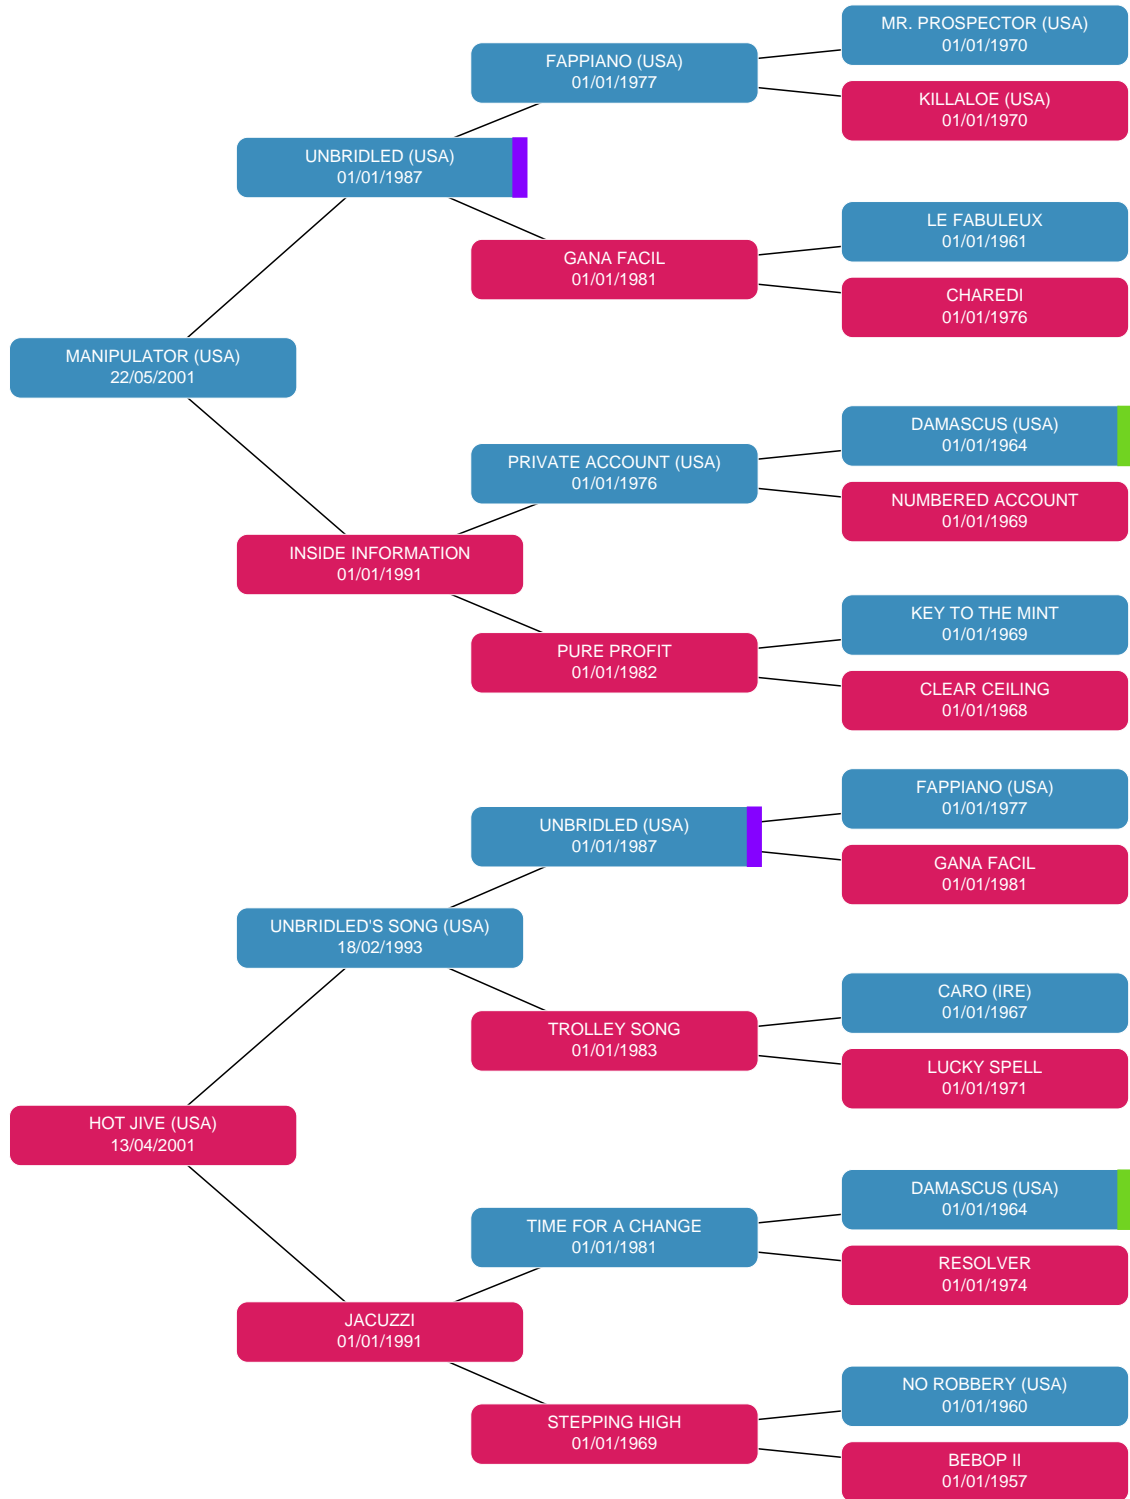 MR. PROSPECTOR (USA)
01/01/1970
FAPPIANO (USA)
01/01/1977
KILLALOE (USA)
01/01/1970
UNBRIDLED (USA)
01/01/1987
LE FABULEUX
01/01/1961
GANA FACIL
01/01/1981
CHAREDI
01/01/1976
MANIPULATOR (USA)
22/05/2001
DAMASCUS (USA)
01/01/1964
PRIVATE ACCOUNT (USA)
01/01/1976
NUMBERED ACCOUNT
01/01/1969
INSIDE INFORMATION
01/01/1991
KEY TO THE MINT
01/01/1969
PURE PROFIT
01/01/1982
CLEAR CEILING
01/01/1968
FAPPIANO (USA)
01/01/1977
UNBRIDLED (USA)
01/01/1987
GANA FACIL
01/01/1981
UNBRIDLED'S SONG (USA)
18/02/1993
CARO (IRE)
01/01/1967
TROLLEY SONG
01/01/1983
LUCKY SPELL
01/01/1971
HOT JIVE (USA)
13/04/2001
DAMASCUS (USA)
01/01/1964
TIME FOR A CHANGE
01/01/1981
RESOLVER
01/01/1974
JACUZZI
01/01/1991
NO ROBBERY (USA)
01/01/1960
STEPPING HIGH
01/01/1969
BEBOP II
01/01/1957